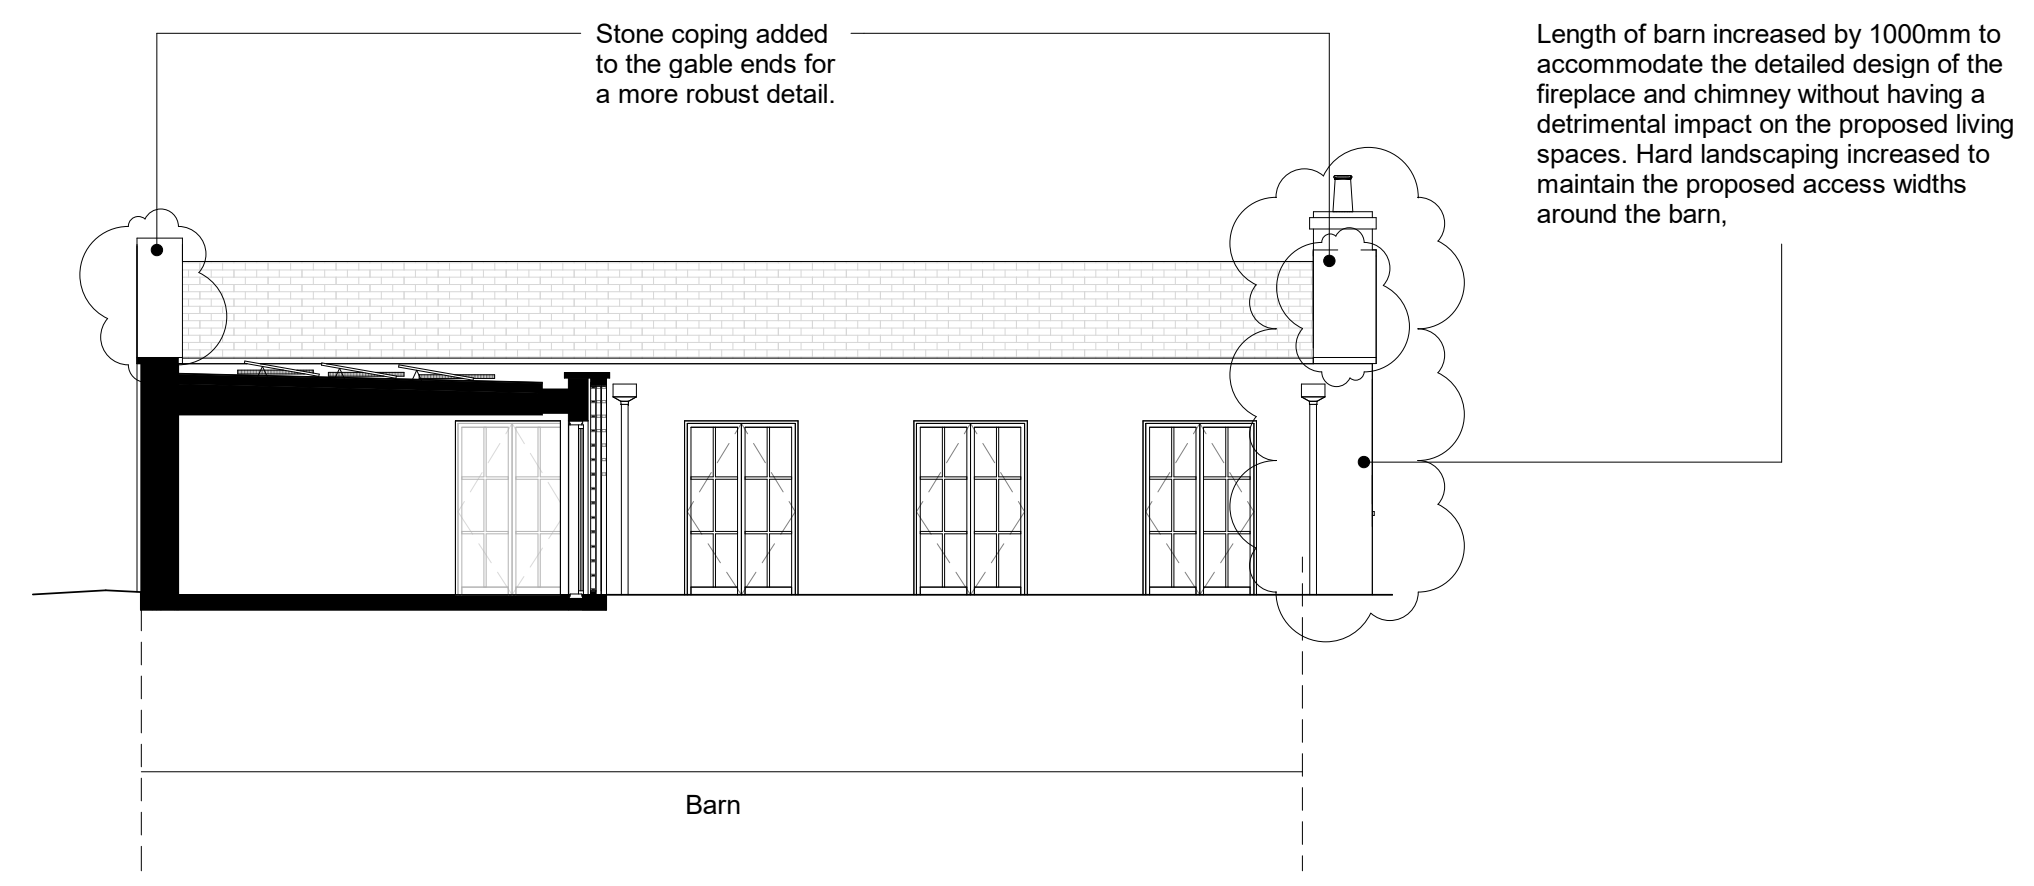 Stone coping added
to the gable ends for
a more robust detail.
Length of barn increased by 1000mm to
accommodate the detailed design of the
fireplace and chimney without having a
detrimental impact on the proposed living
spaces. Hard landscaping increased to
maintain the proposed access widths
around the barn,
Barn